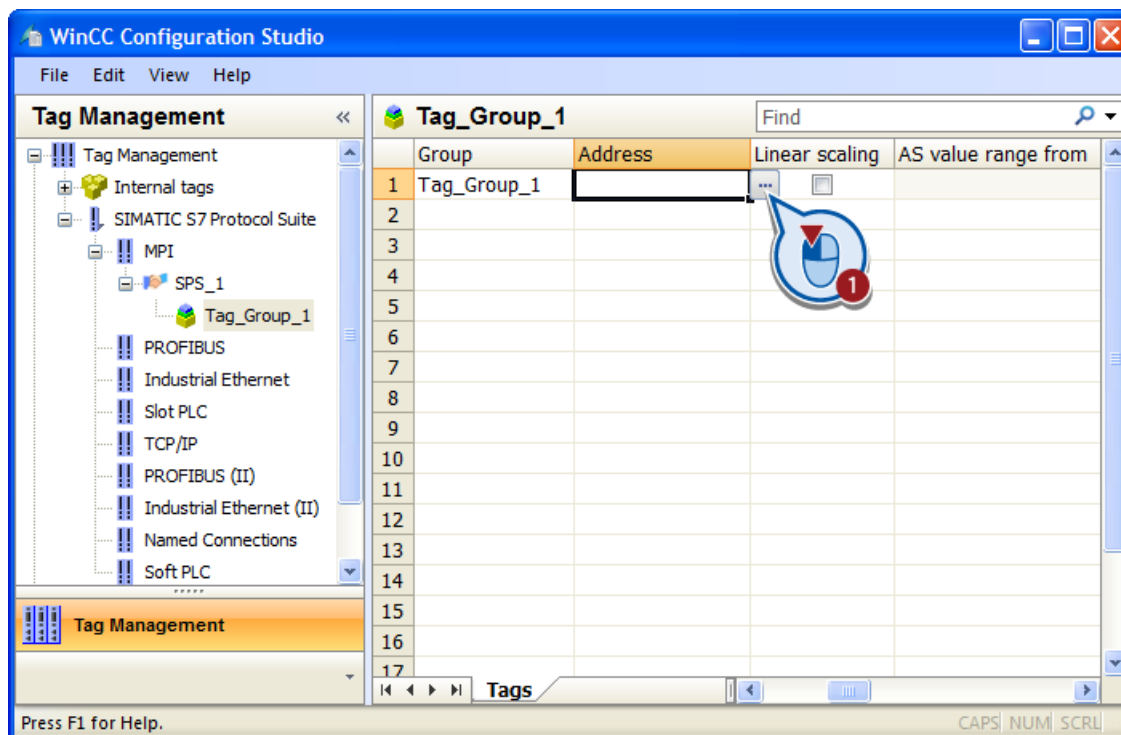 WinCC Configuration Studio
File Edit View Help
Tag Management «
Tag Management
Internal tags
SIMATIC S7 Protocol Suite
MPI
SPS_1
Tag_Group_1
PROFIBUS
Industrial Ethernet
Slot PLC
TCP/IP
PROFIBUS (II)
Industrial Ethernet (II)
Named Connections
Soft PLC
Tag Management
Tag_Group_1 Find
Group Address Linear scaling AS value range from
1 Tag_Group_1 ...
1
2
3
4
5
6
7
8
9
10
11
12
13
14
15
16
17
Tags
Press F1 for Help. CAPS NUM SCRL